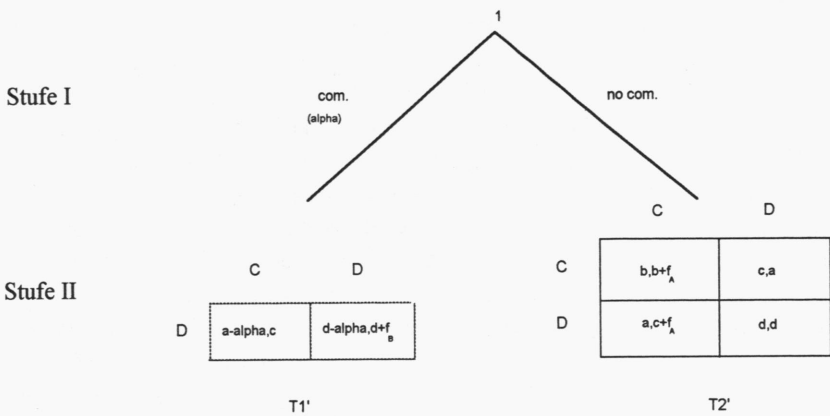 1
Stufe I
com.
(alpha)
no com.
C D
C b,b+f_A c,a
Stufe II
C D
D a-alpha,c d-alpha,d+f_B
D a,c+f_A d,d
T1'
T2'